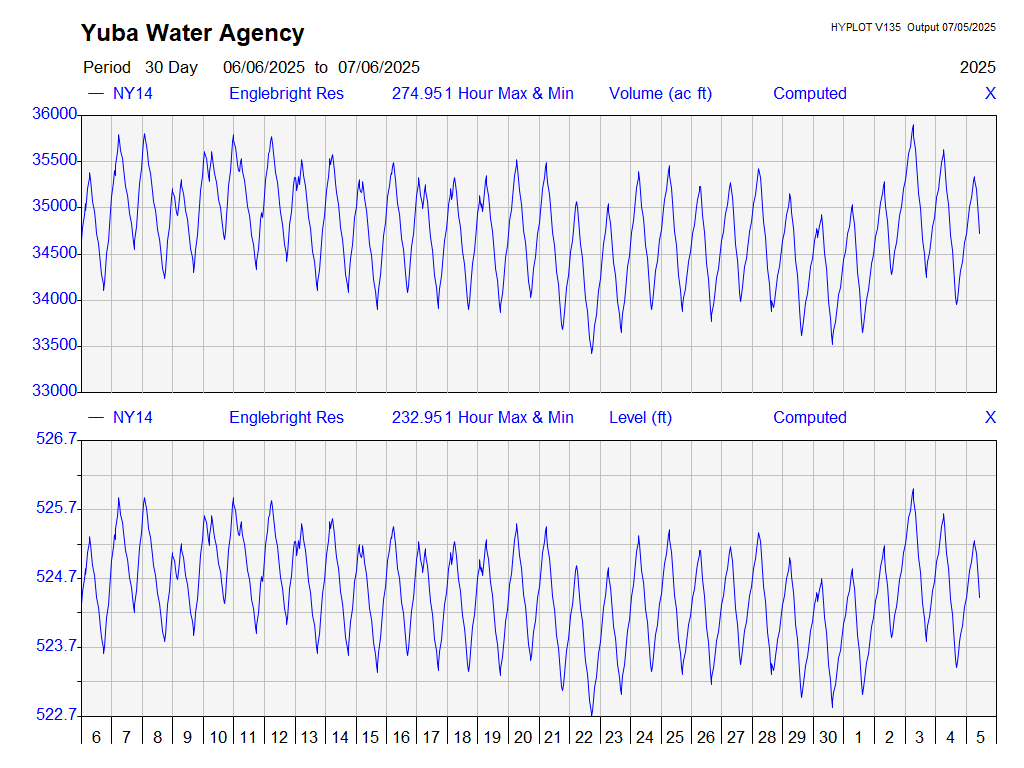 Yuba Water Agency
HYPLOT V135 Output 07/05/2025
Period 30 Day 06/06/2025 to 07/06/2025 2025
NY14 Englebright Res 274.951 Hour Max & Min Volume (ac ft) Computed X
36000
35500
35000
34500
34000
33500
33000
NY14 Englebright Res 232.951 Hour Max & Min Level (ft) Computed X
526.7
525.7
524.7
523.7
522.7
6 7 8 9 10 11 12 13 14 15 16 17 18 19 20 21 22 23 24 25 26 27 28 29 30 1 2 3 4 5